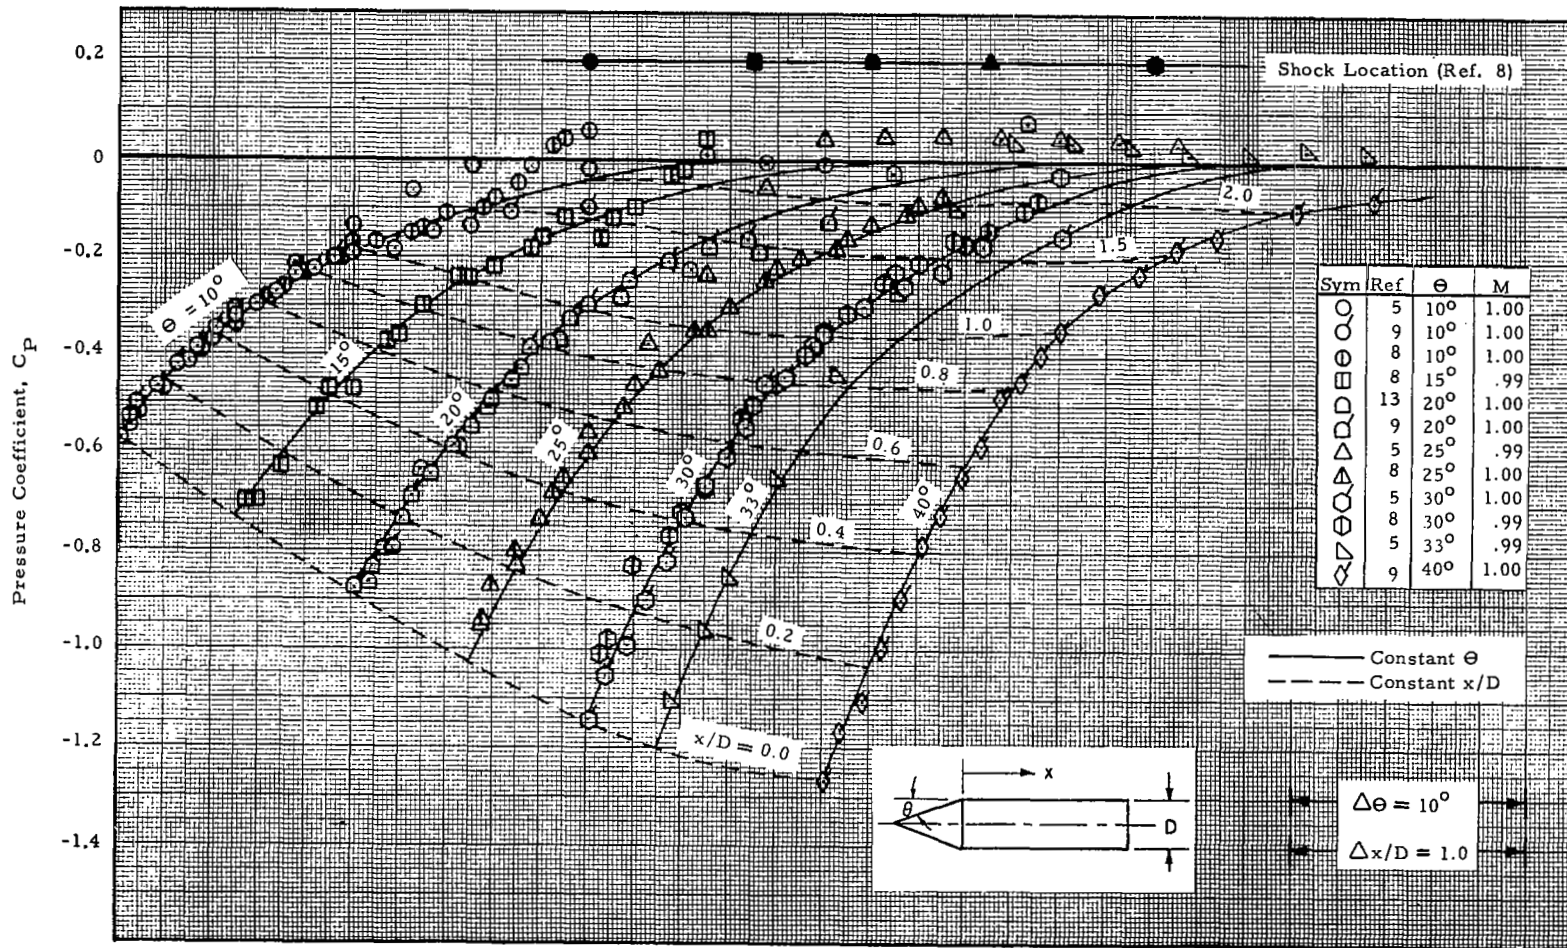 0.2
0
-0.2
-0.4
-0.6
-0.8
-1.0
-1.2
-1.4
Pressure Coefficient, C_P
Shock Location (Ref. 8)
Θ = 10°
15°
20°
25°
30°
33°
40°
2.0
1.5
1.0
0.8
0.6
0.4
0.2
x/D = 0.0
Sym Ref Θ M
5 10° 1.00
9 10° 1.00
8 10° 1.00
8 15° .99
13 20° 1.00
9 20° 1.00
5 25° .99
8 25° 1.00
5 30° 1.00
8 30° .99
5 33° .99
9 40° 1.00
Constant Θ
Constant x/D
x
θ
D
ΔΘ = 10°
Δx/D = 1.0